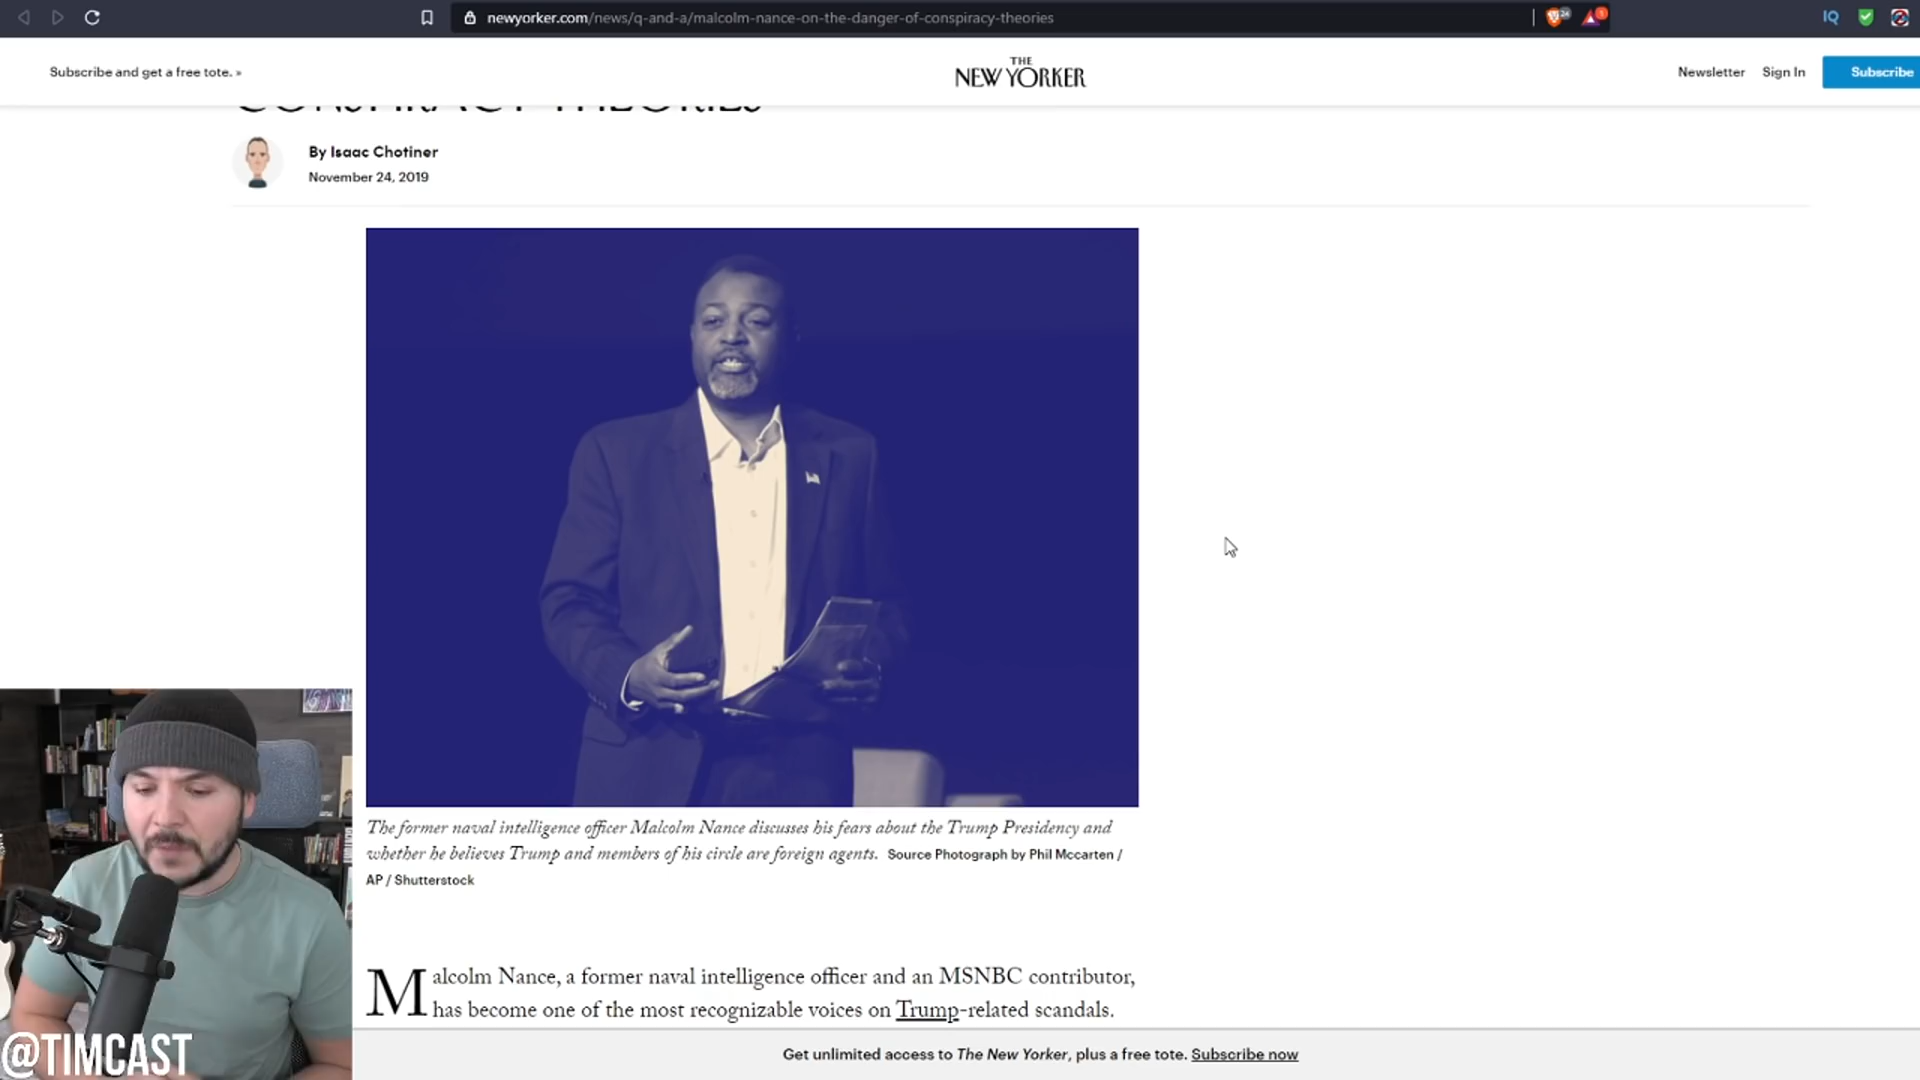 newyorker.com/news/q-and-a/malcolm-nance-on-the-danger-of-conspiracy-theories
IQ
Subscribe and get a free tote. »
THE
NEW YORKER
Newsletter
Sign In
Subscribe
CONSPIRACY THEORIES
By Isaac Chotiner
November 24, 2019
The former naval intelligence officer Malcolm Nance discusses his fears about the Trump Presidency and
whether he believes Trump and members of his circle are foreign agents. Source Photograph by Phil Mccarten /
AP / Shutterstock
Malcolm Nance, a former naval intelligence officer and an MSNBC contributor,
has become one of the most recognizable voices on Trump-related scandals.
@TIMCAST
Get unlimited access to The New Yorker, plus a free tote. Subscribe now